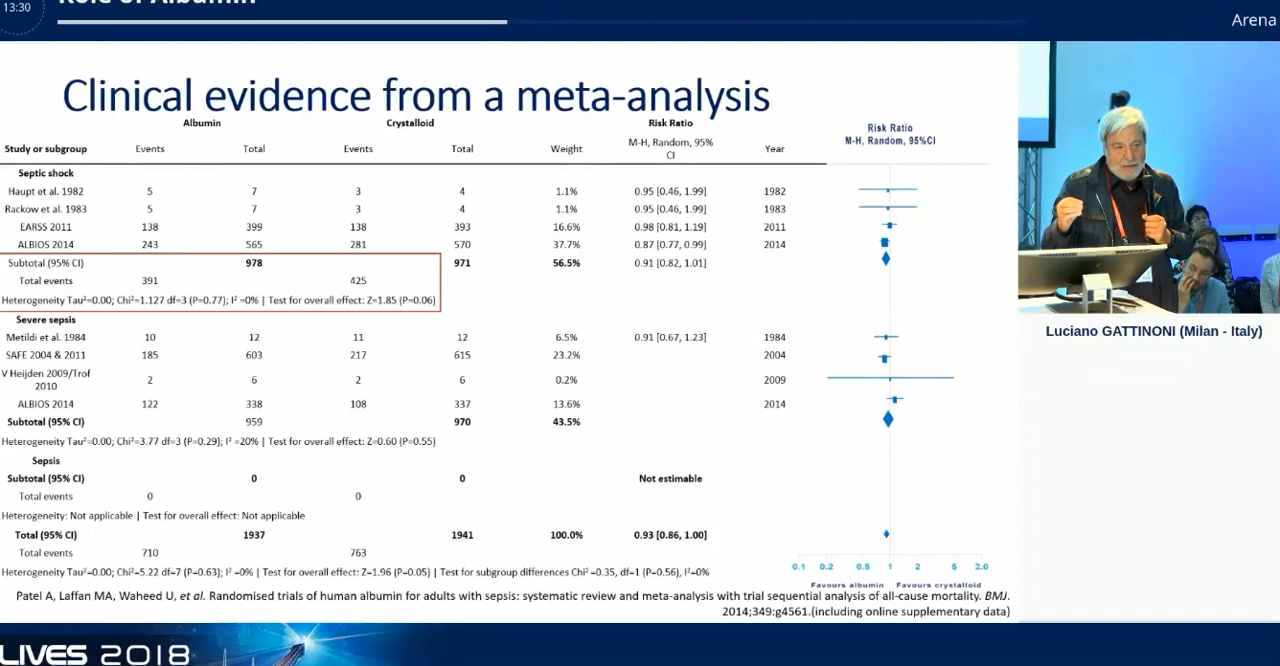 13:30
Role of Albumin
Arena
Clinical evidence from a meta-analysis
Albumin Crystalloid Risk Ratio
Study or subgroup Events Total Events Total Weight M-H, Random, 95% CI Year
Risk Ratio
M-H, Random, 95%CI
Septic shock
Haupt et al. 1982 5 7 3 4 1.1% 0.95 [0.46, 1.99] 1982
Rackow et al. 1983 5 7 3 4 1.1% 0.95 [0.46, 1.99] 1983
EARSS 2011 138 399 138 393 16.6% 0.98 [0.81, 1.19] 2011
ALBIOS 2014 243 565 281 570 37.7% 0.87 [0.77, 0.99] 2014
Subtotal (95% CI) 978 971 56.5% 0.91 [0.82, 1.01]
Total events 391 425
Heterogeneity Tau²=0.00; Chi²=1.127 df=3 (P=0.77); I² =0% | Test for overall effect: Z=1.85 (P=0.06)
Severe sepsis
Metildi et al. 1984 10 12 11 12 6.5% 0.91 [0.67, 1.23] 1984
SAFE 2004 & 2011 185 603 217 615 23.2% 2004
V Heijden 2009/Trof 2010 2 6 2 6 0.2% 2009
ALBIOS 2014 122 338 108 337 13.6% 2014
Subtotal (95% CI) 959 970 43.5%
Heterogeneity Tau²=0.00; Chi²=3.77 df=3 (P=0.29); I² =20% | Test for overall effect: Z=0.60 (P=0.55)
Sepsis
Subtotal (95% CI) 0 0 Not estimable
Total events 0 0
Heterogeneity: Not applicable | Test for overall effect: Not applicable
Total (95% CI) 1937 1941 100.0% 0.93 [0.86, 1.00]
Total events 710 763
Heterogeneity Tau²=0.00; Chi²=5.22 df=7 (P=0.63); I² =0% | Test for overall effect: Z=1.96 (P=0.05) | Test for subgroup differences Chi² =0.35, df=1 (P=0.56), I²=0%
0.1 0.2 0.5 1 2 5 2.0
Favours albumin Favours crystalloid
Patel A, Laffan MA, Waheed U, et al. Randomised trials of human albumin for adults with sepsis: systematic review and meta-analysis with trial sequential analysis of all-cause mortality. BMJ.
2014;349:g4561.(including online supplementary data)
Luciano GATTINONI (Milan - Italy)
LIVES 2018